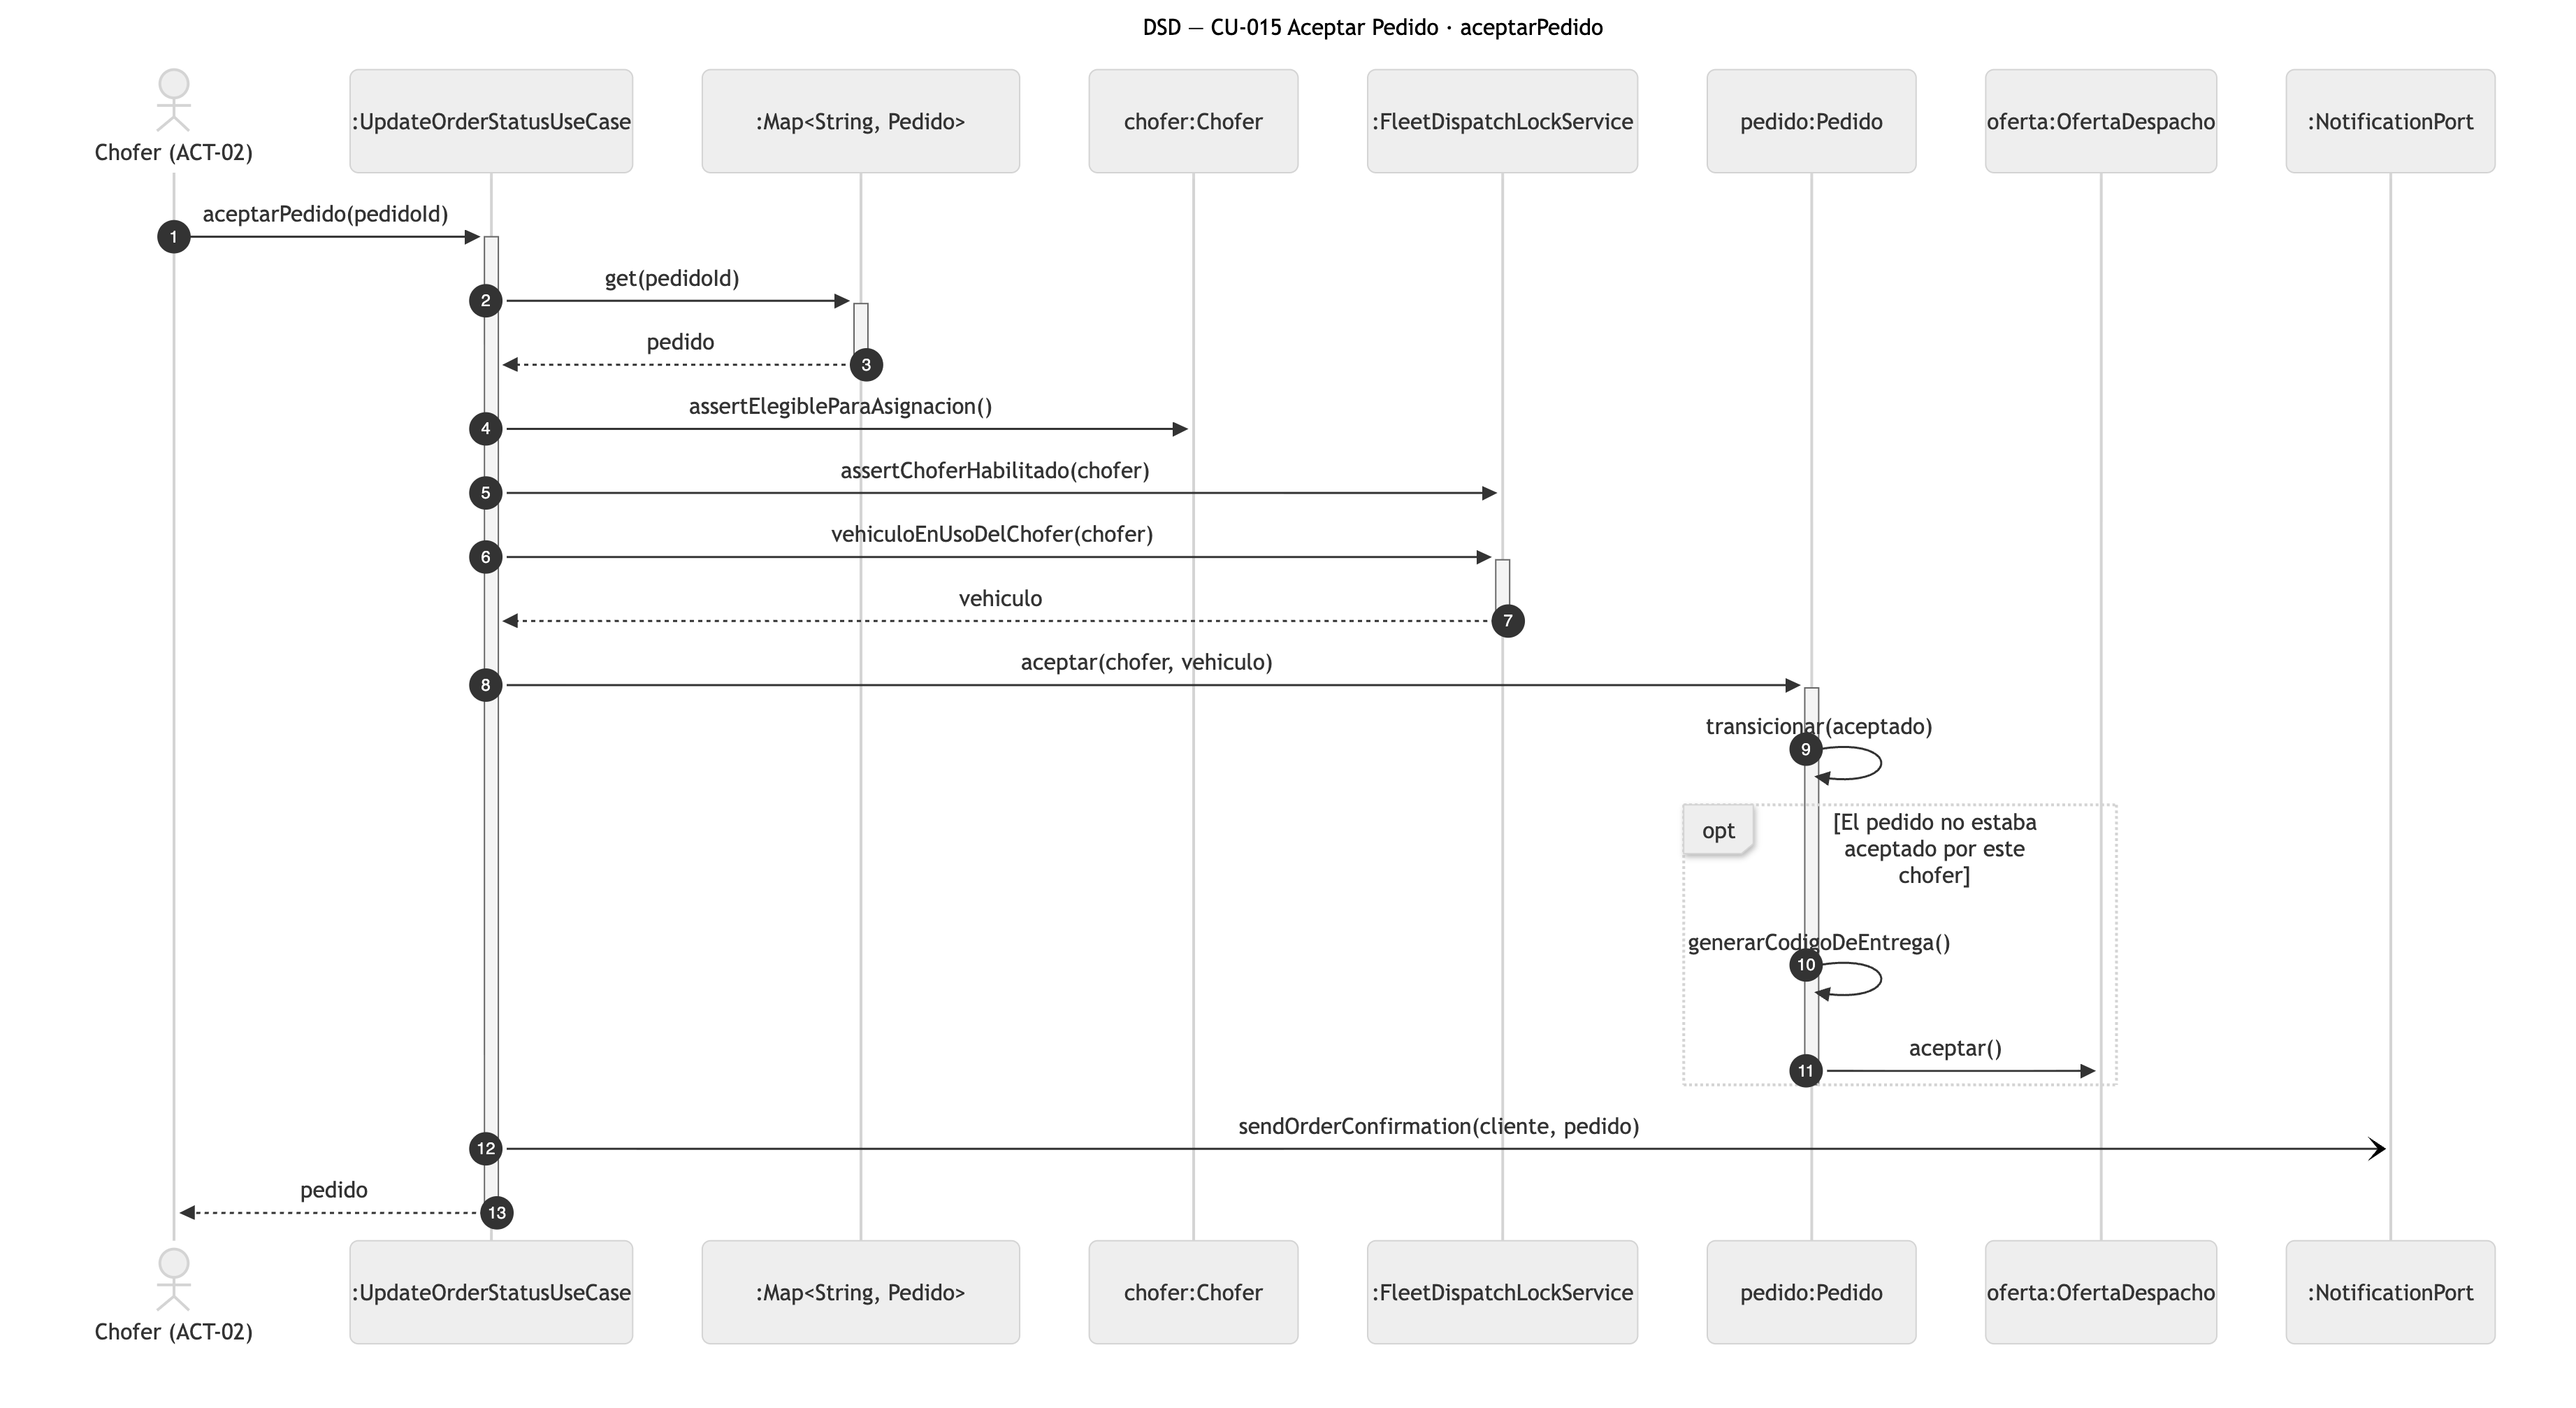 DSD — CU-015 Aceptar Pedido · aceptarPedido
Chofer (ACT-02)
:UpdateOrderStatusUseCase
:Map<String, Pedido>
chofer:Chofer
:FleetDispatchLockService
pedido:Pedido
oferta:OfertaDespacho
:NotificationPort
aceptarPedido(pedidoId)
1
get(pedidoId)
2
pedido
3
assertElegibleParaAsignacion()
4
assertChoferHabilitado(chofer)
5
vehiculoEnUsoDelChofer(chofer)
6
vehiculo
7
aceptar(chofer, vehiculo)
8
transicionar(aceptado)
9
opt
[El pedido no estaba
aceptado por este
chofer]
generarCodigoDeEntrega()
10
aceptar()
11
sendOrderConfirmation(cliente, pedido)
12
pedido
13
Chofer (ACT-02)
:UpdateOrderStatusUseCase
:Map<String, Pedido>
chofer:Chofer
:FleetDispatchLockService
pedido:Pedido
oferta:OfertaDespacho
:NotificationPort